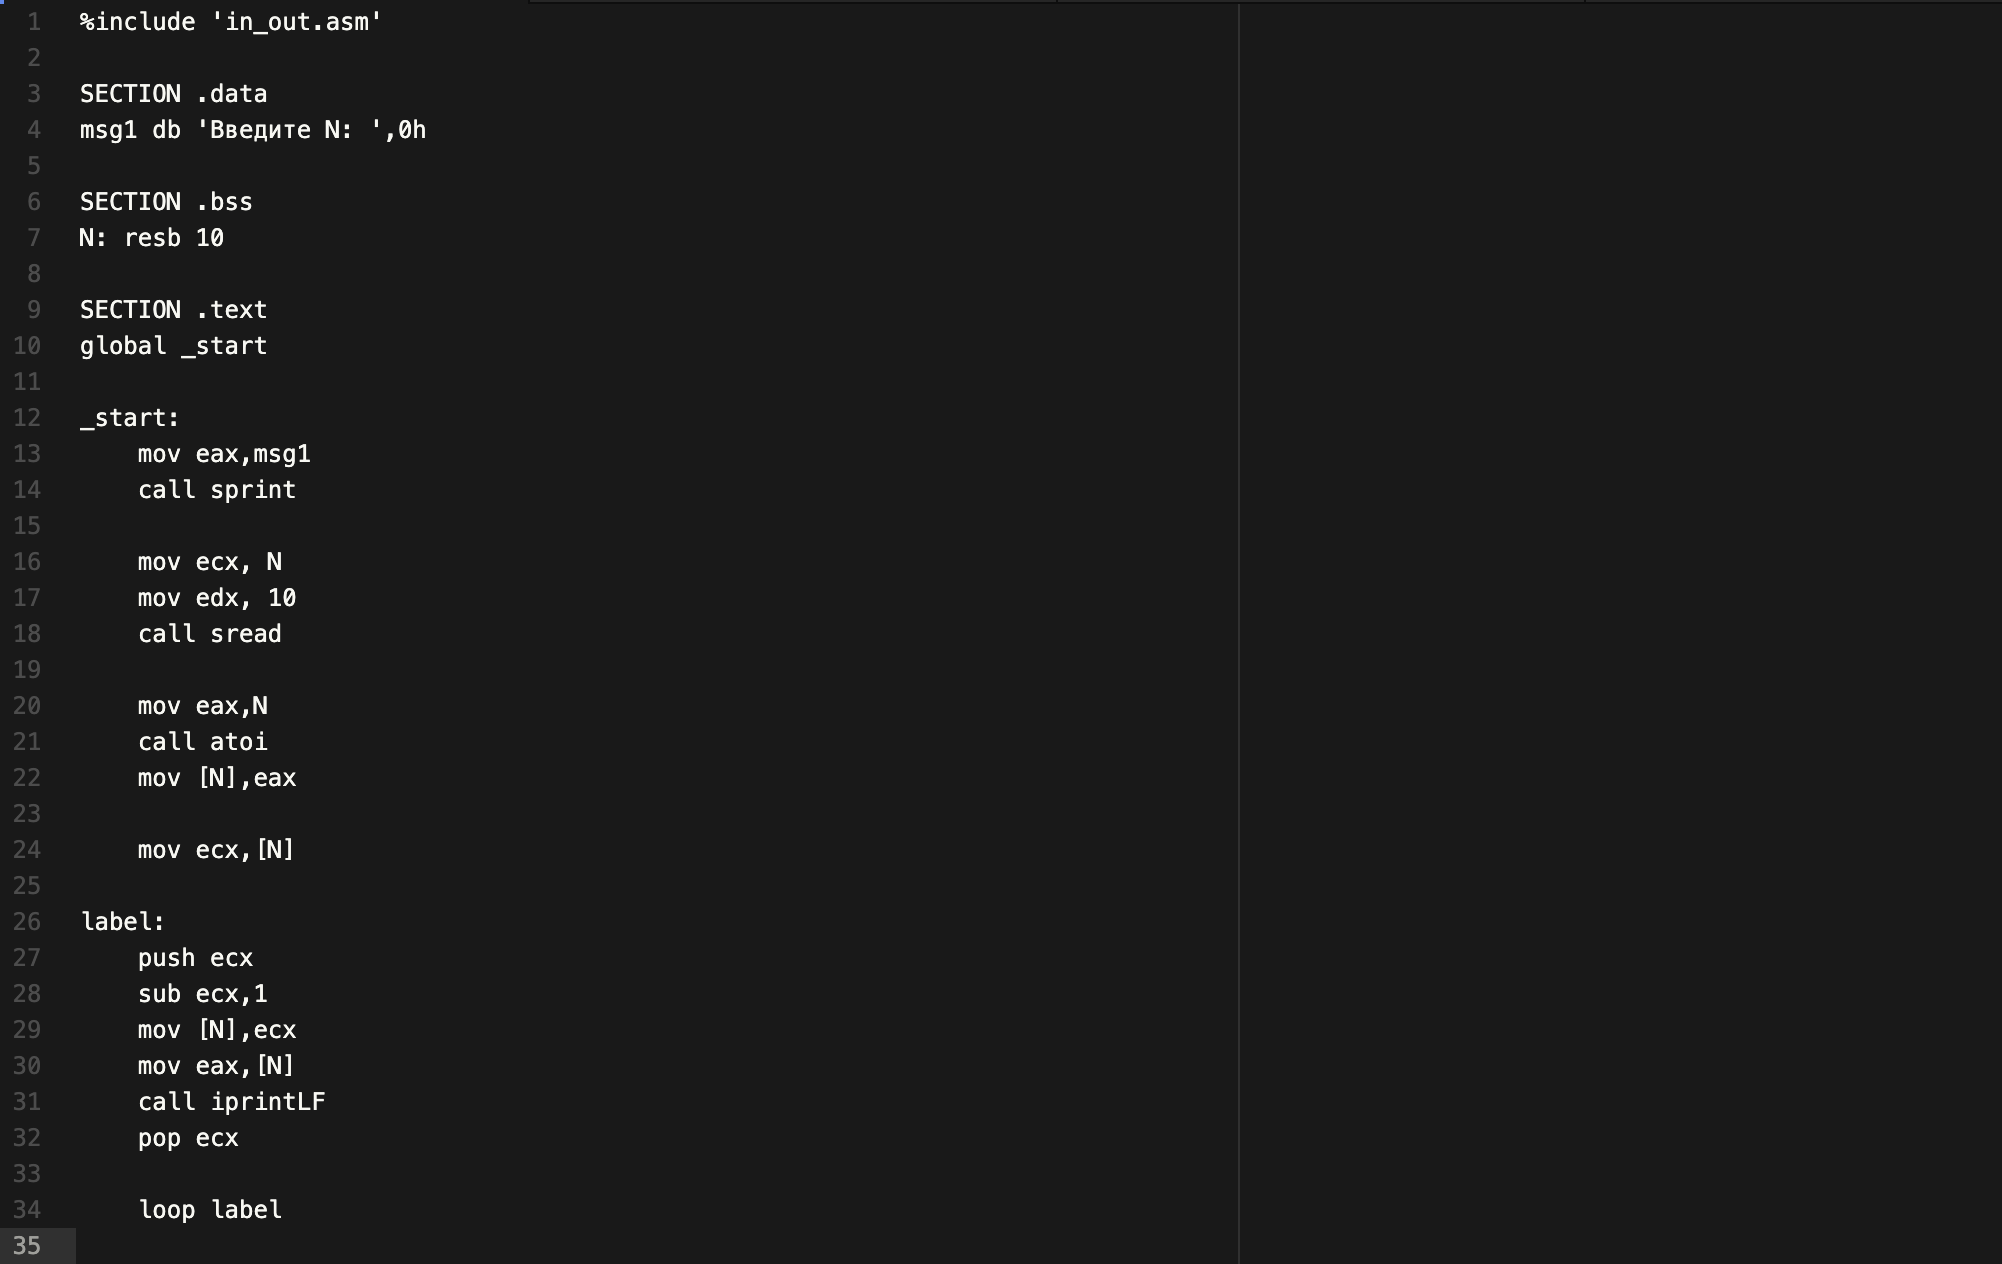 1 %include 'in_out.asm'
2
3 SECTION .data
4 msg1 db 'Введите N: ',0h
5
6 SECTION .bss
7 N: resb 10
8
9 SECTION .text
10 global _start
11
12 _start:
13     mov eax,msg1
14     call sprint
15
16     mov ecx, N
17     mov edx, 10
18     call sread
19
20     mov eax,N
21     call atoi
22     mov [N],eax
23
24     mov ecx,[N]
25
26 label:
27     push ecx
28     sub ecx,1
29     mov [N],ecx
30     mov eax,[N]
31     call iprintLF
32     pop ecx
33
34     loop label
35